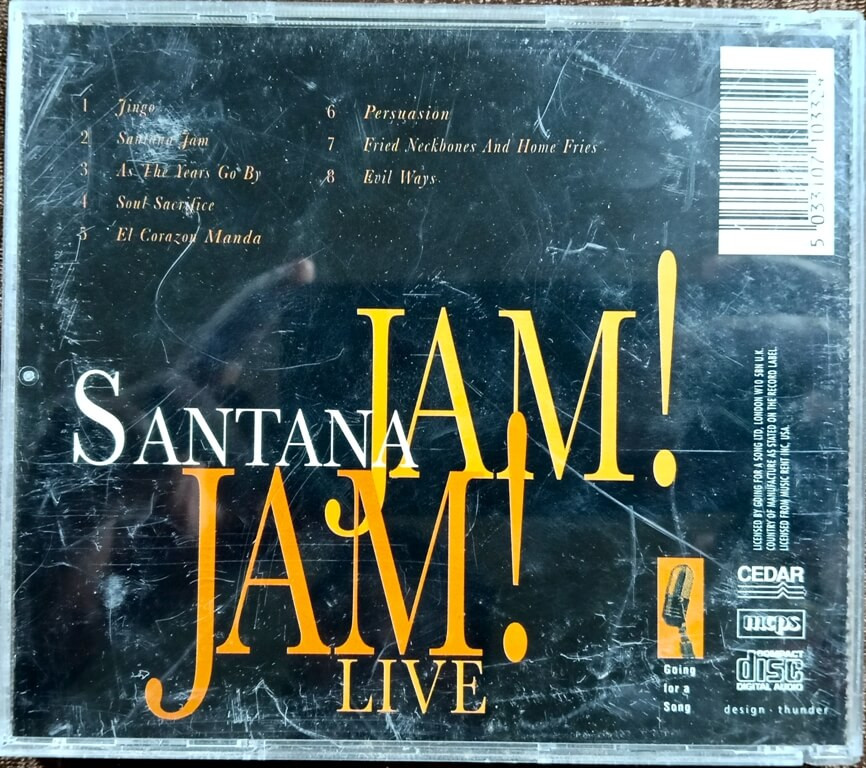 1 Jingo
2 Santana Jam
3 As The Years Go By
4 Soul Sacrifice
5 El Corazon Manda
6 Persuasion
7 Fried Neckbones And Home Fries
8 Evil Ways
SANTANA JAM!
JAM!
LIVE
LICENSED BY GOING FOR A SONG LTD, LONDON W10 5BN U.K.
COUNTRY OF MANUFACTURE AS STATED ON THE RECORD LABEL.
LICENSED FROM MUSIC RENT INC. USA.
CEDAR
mcps
COMPACT
disc
DIGITAL AUDIO
Going
for a
Song
design · thunder